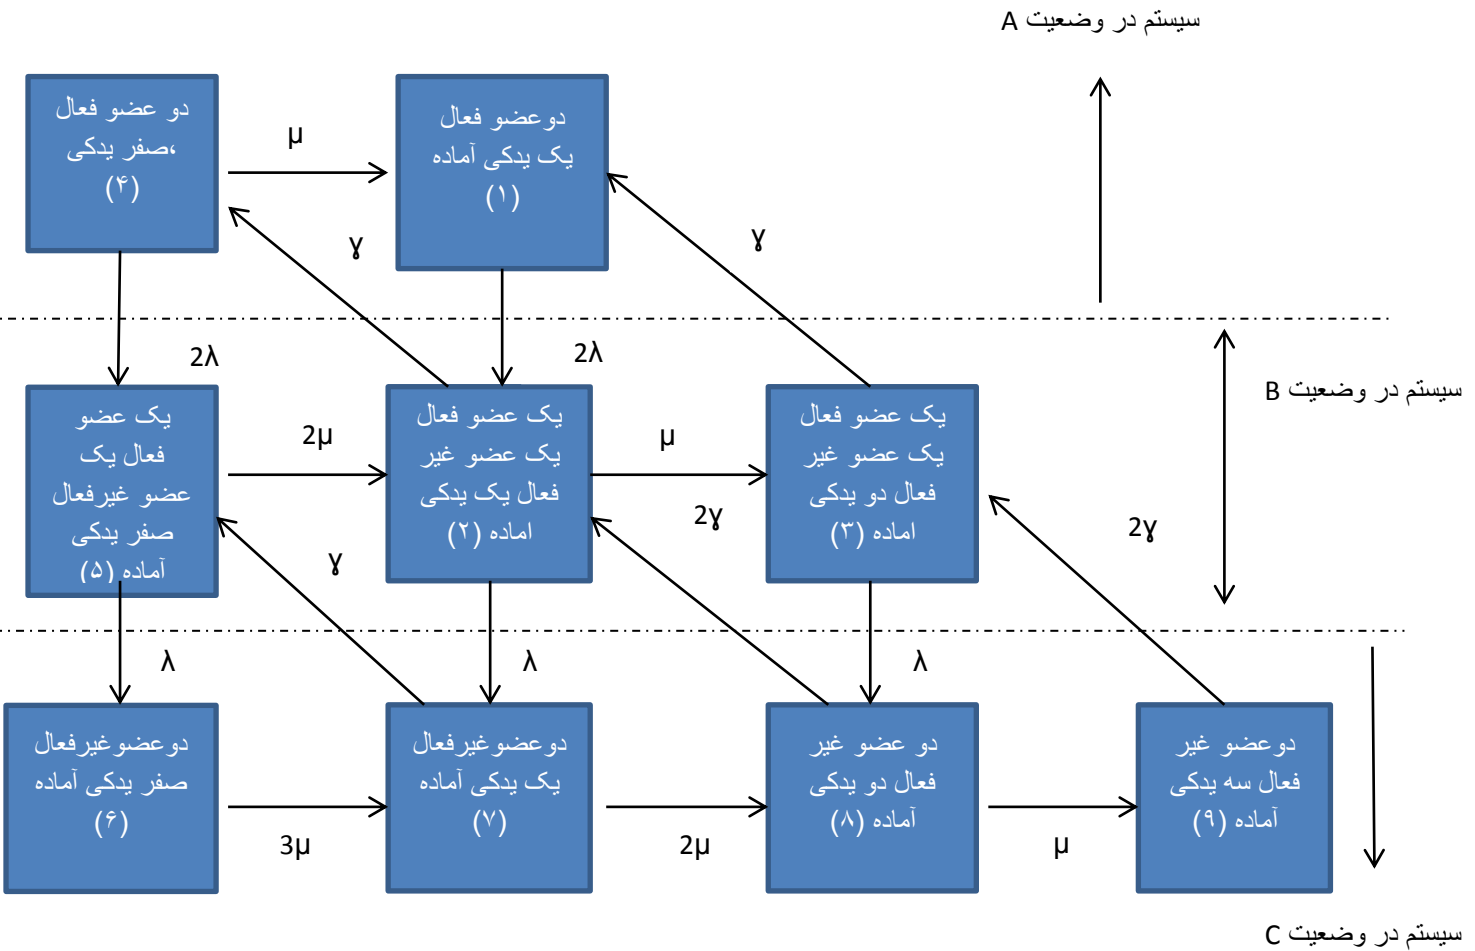 سیستم در وضعیت A
دو عضو فعال
،صفر یدکی
(۴)
μ
دوعضو فعال
یک یدکی آماده
(۱)
ɣ
ɣ
2λ
2λ
سیستم در وضعیت B
یک عضو
فعال یک
عضو غیرفعال
صفر یدکی
آماده (۵)
2μ
یک عضو فعال
یک عضو غیر
فعال یک یدکی
اماده (۲)
μ
2ɣ
یک عضو فعال
یک عضو غیر
فعال دو یدکی
اماده (۳)
2ɣ
ɣ
λ
λ
λ
دوعضوغیرفعال
صفر یدکی آماده
(۶)
3μ
دوعضوغیرفعال
یک یدکی آماده
(۷)
2μ
دو عضو غیر
فعال دو یدکی
آماده (۸)
μ
دوعضو غیر
فعال سه یدکی
آماده (۹)
سیستم در وضعیت C